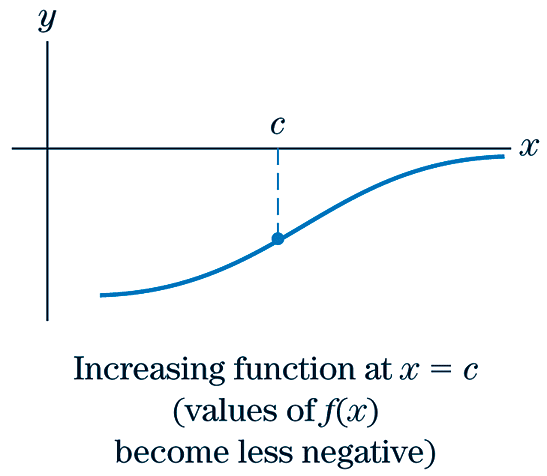 y
c
x
Increasing function at x = c
(values of f(x)
become less negative)